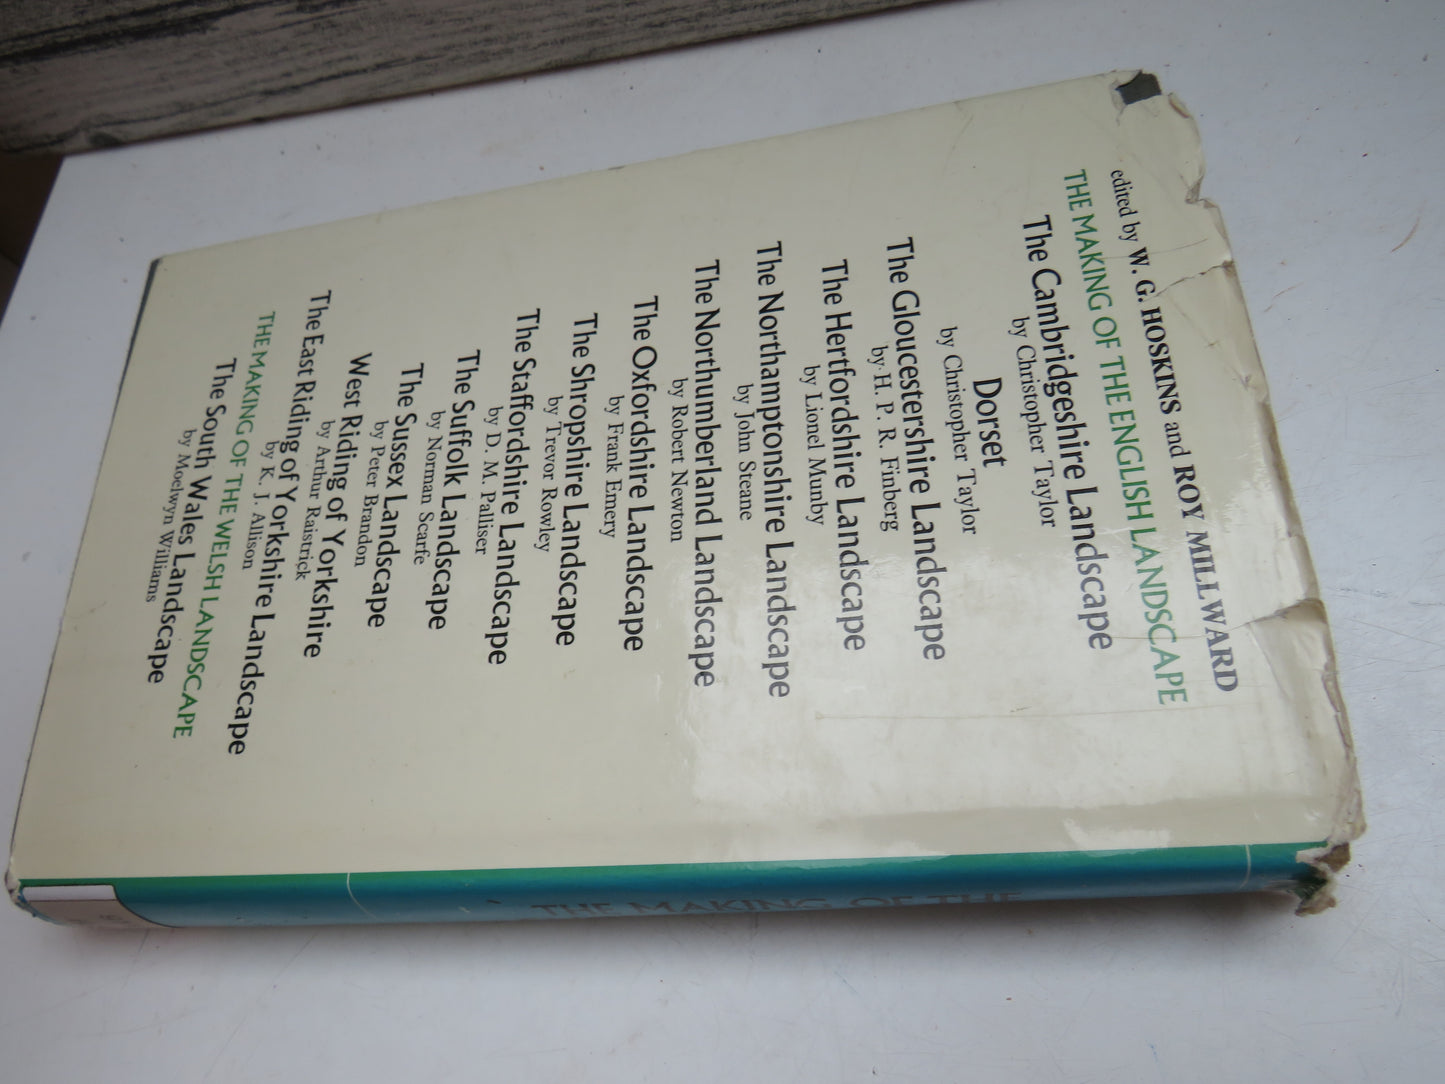 THE MAKING OF THE ENGLISH LANDSCAPE
edited by W. G. HOSKINS and ROY MILLWARD
The Cambridgeshire Landscape
by Christopher Taylor
Dorset
by Christopher Taylor
The Gloucestershire Landscape
by H. P. R. Finberg
The Hertfordshire Landscape
by Lionel Munby
The Northamptonshire Landscape
by John Steane
The Northumberland Landscape
by Robert Newton
The Oxfordshire Landscape
by Frank Emery
The Shropshire Landscape
by Trevor Rowley
The Staffordshire Landscape
by D. M. Palliser
The Suffolk Landscape
by Norman Scarfe
The Sussex Landscape
by Peter Brandon
West Riding of Yorkshire
by Arthur Raistrick
The East Riding of Yorkshire Landscape
by K. J. Allison
THE MAKING OF THE WELSH LANDSCAPE
The South Wales Landscape
by Moelwyn Williams
THE MAKING OF THE